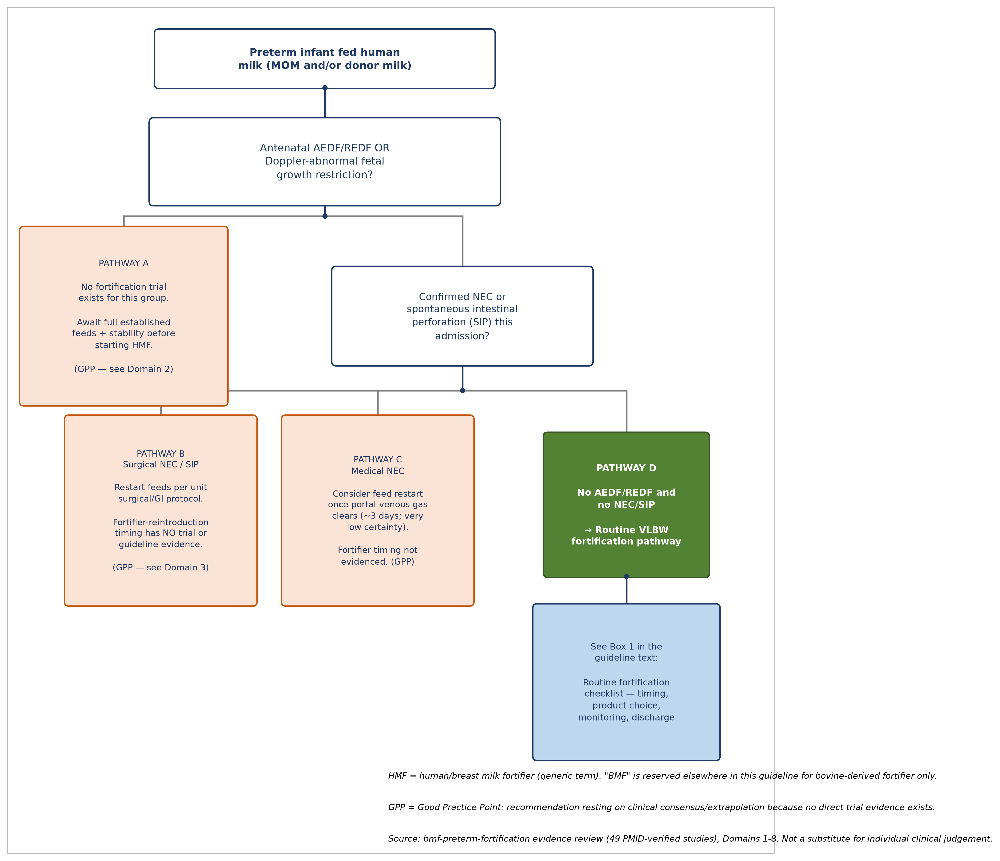 Preterm infant fed human
milk (MOM and/or donor milk)
Antenatal AEDF/REDF OR
Doppler-abnormal fetal
growth restriction?
PATHWAY A
No fortification trial
exists for this group.
Await full established
feeds + stability before
starting HMF.
(GPP — see Domain 2)
Confirmed NEC or
spontaneous intestinal
perforation (SIP) this
admission?
PATHWAY B
Surgical NEC / SIP
Restart feeds per unit
surgical/GI protocol.
Fortifier-reintroduction
timing has NO trial or
guideline evidence.
(GPP — see Domain 3)
PATHWAY C
Medical NEC
Consider feed restart
once portal-venous gas
clears (~3 days; very
low certainty).
Fortifier timing not
evidenced. (GPP)
PATHWAY D
No AEDF/REDF and
no NEC/SIP
→ Routine VLBW
fortification pathway
See Box 1 in the
guideline text:
Routine fortification
checklist — timing,
product choice,
monitoring, discharge
HMF = human/breast milk fortifier (generic term). "BMF" is reserved elsewhere in this guideline for bovine-derived fortifier only.
GPP = Good Practice Point: recommendation resting on clinical consensus/extrapolation because no direct trial evidence exists.
Source: bmf-preterm-fortification evidence review (49 PMID-verified studies), Domains 1-8. Not a substitute for individual clinical judgement.